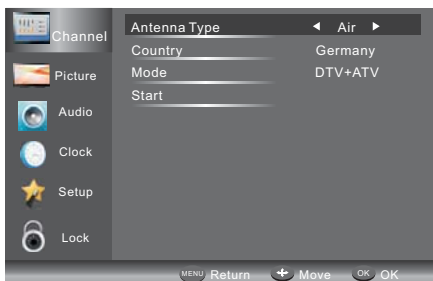 Channel
Picture
Audio
Clock
Setup
Lock
Antenna Type ◄ Air ►
Country Germany
Mode DTV+ATV
Start
MENU Return Move OK OK